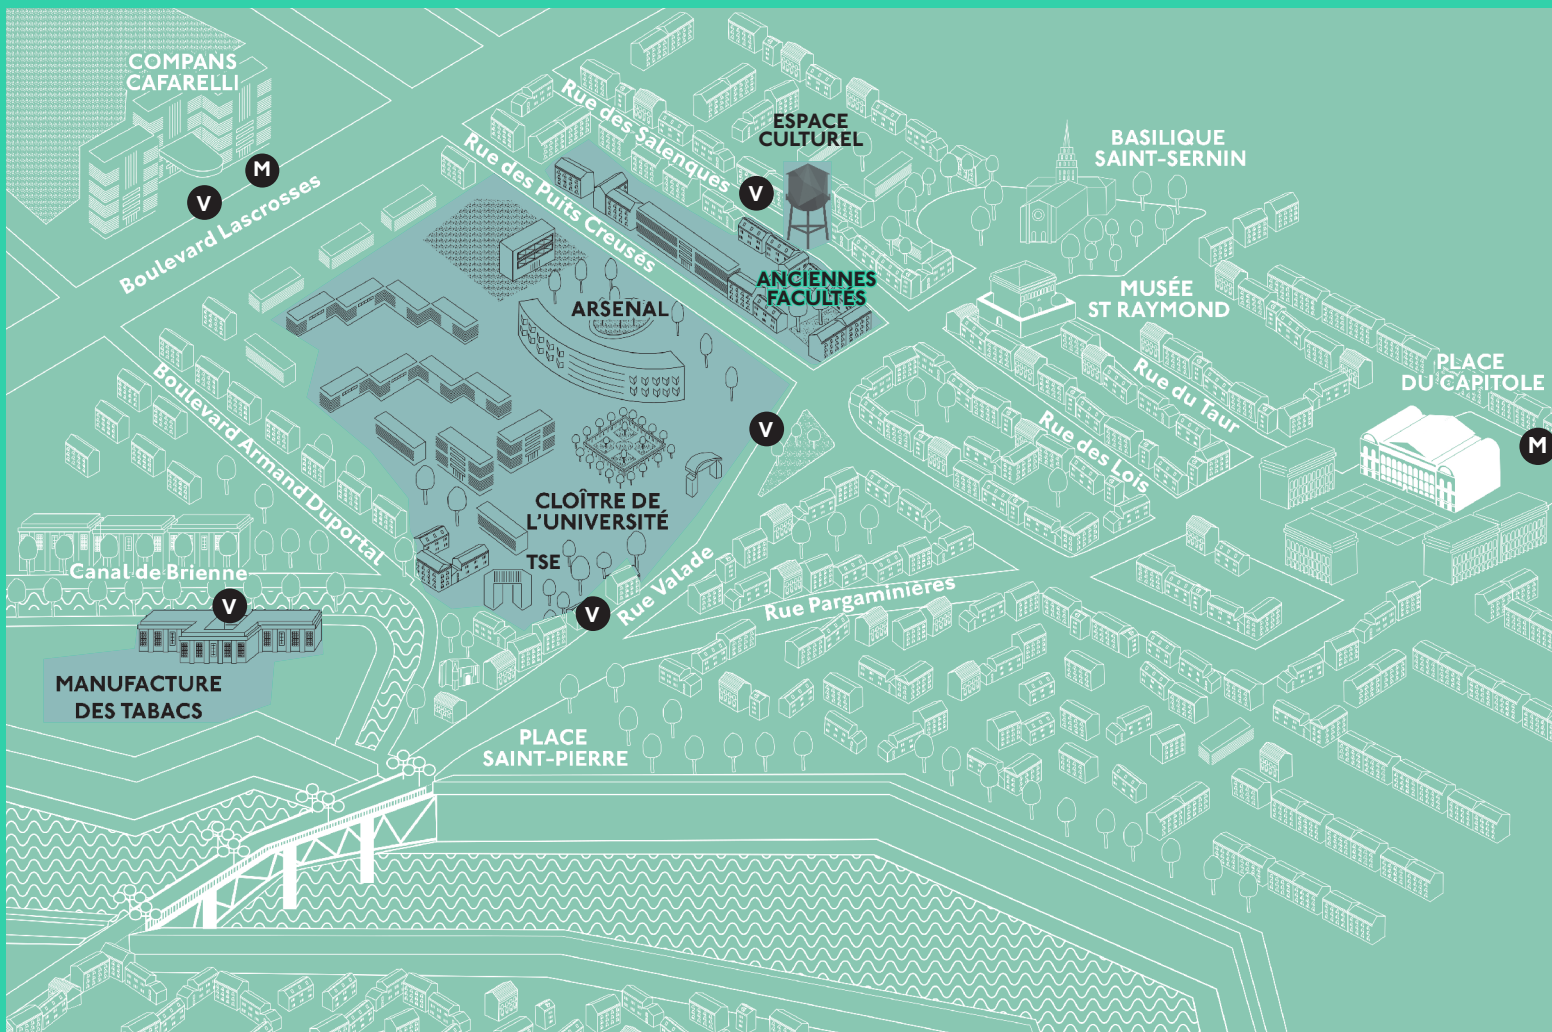 COMPANS
CAFARELLI
M
V
Boulevard Lascrosses
Rue des Salenques
Rue des Puits Creusés
ESPACE
CULTUREL
V
BASILIQUE
SAINT-SERNIN
ANCIENNES
FACULTÉS
ARSENAL
MUSÉE
ST RAYMOND
PLACE
DU CAPITOLE
M
Rue du Taur
Rue des Lois
Boulevard Armand Duportal
V
CLOÎTRE DE
L'UNIVERSITÉ
TSE
Canal de Brienne
V
V
Rue Valade
Rue Pargaminières
MANUFACTURE
DES TABACS
PLACE
SAINT-PIERRE